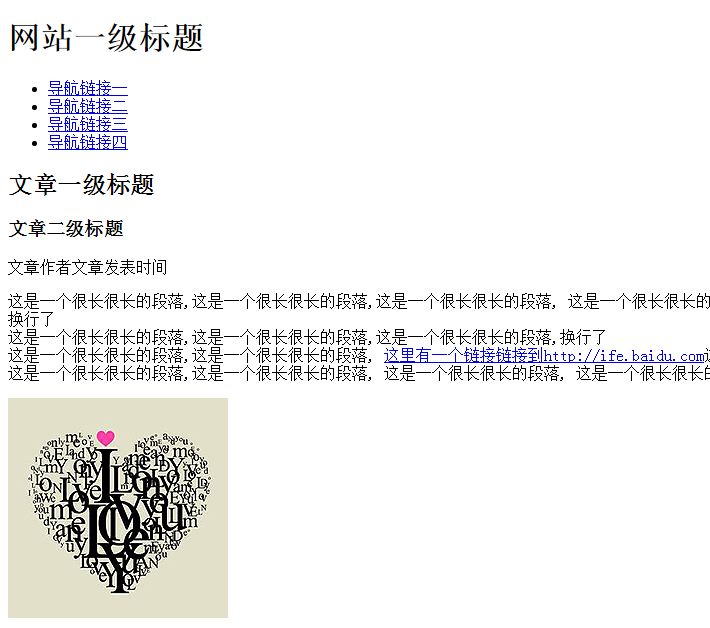 网站一级标题
导航链接一
导航链接二
导航链接三
导航链接四
文章一级标题
文章二级标题
文章作者文章发表时间
这是一个很长很长的段落,这是一个很长很长的段落,这是一个很长很长的段落, 这是一个很长很长的
换行了
这是一个很长很长的段落,这是一个很长很长的段落,这是一个很长很长的段落,换行了
这是一个很长很长的段落,这是一个很长很长的段落, 这里有一个链接链接到http://ife.baidu.com
这是一个很长很长的段落,这是一个很长很长的段落, 这是一个很长很长的段落, 这是一个很长很长
I
Love
You